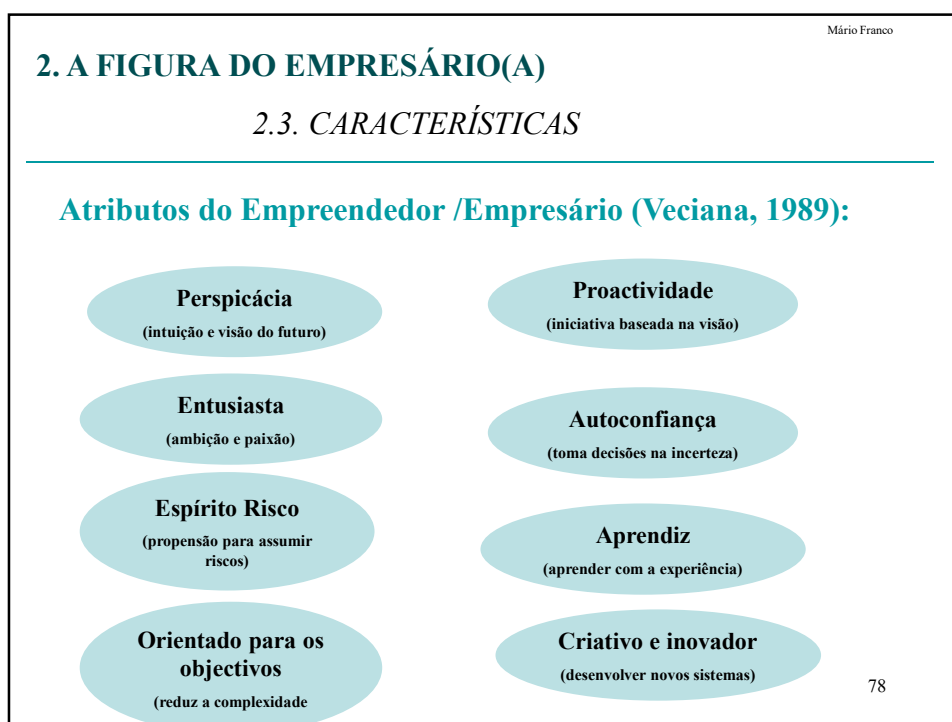 Mário Franco
2. A FIGURA DO EMPRESÁRIO(A)
2.3. CARACTERÍSTICAS
Atributos do Empreendedor /Empresário (Veciana, 1989):
Perspicácia
(intuição e visão do futuro)
Entusiasta
(ambição e paixão)
Espírito Risco
(propensão para assumir
riscos)
Orientado para os
objectivos
(reduz a complexidade
Proactividade
(iniciativa baseada na visão)
Autoconfiança
(toma decisões na incerteza)
Aprendiz
(aprender com a experiência)
Criativo e inovador
(desenvolver novos sistemas)
78